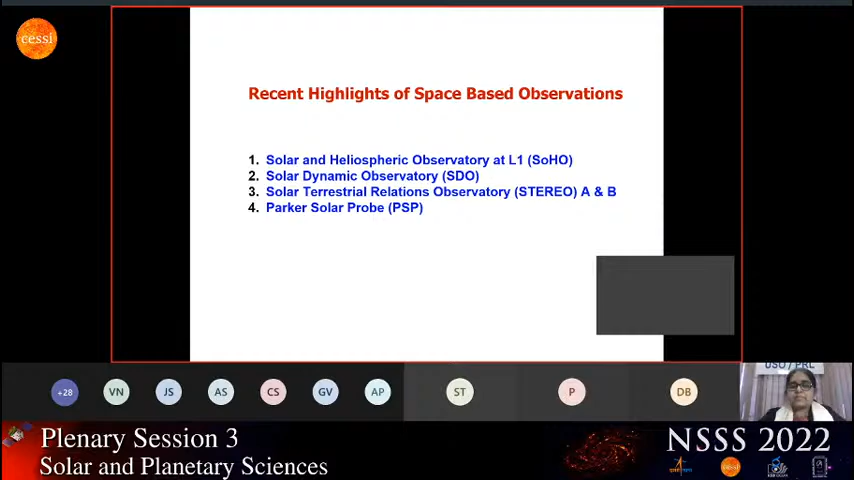 cessi
Recent Highlights of Space Based Observations
1. Solar and Heliospheric Observatory at L1 (SoHO)
2. Solar Dynamic Observatory (SDO)
3. Solar Terrestrial Relations Observatory (STEREO) A & B
4. Parker Solar Probe (PSP)
USO / PRL
+28
VN
JS
AS
CS
GV
AP
ST
P
DB
Plenary Session 3
Solar and Planetary Sciences
NSSS 2022
cessi